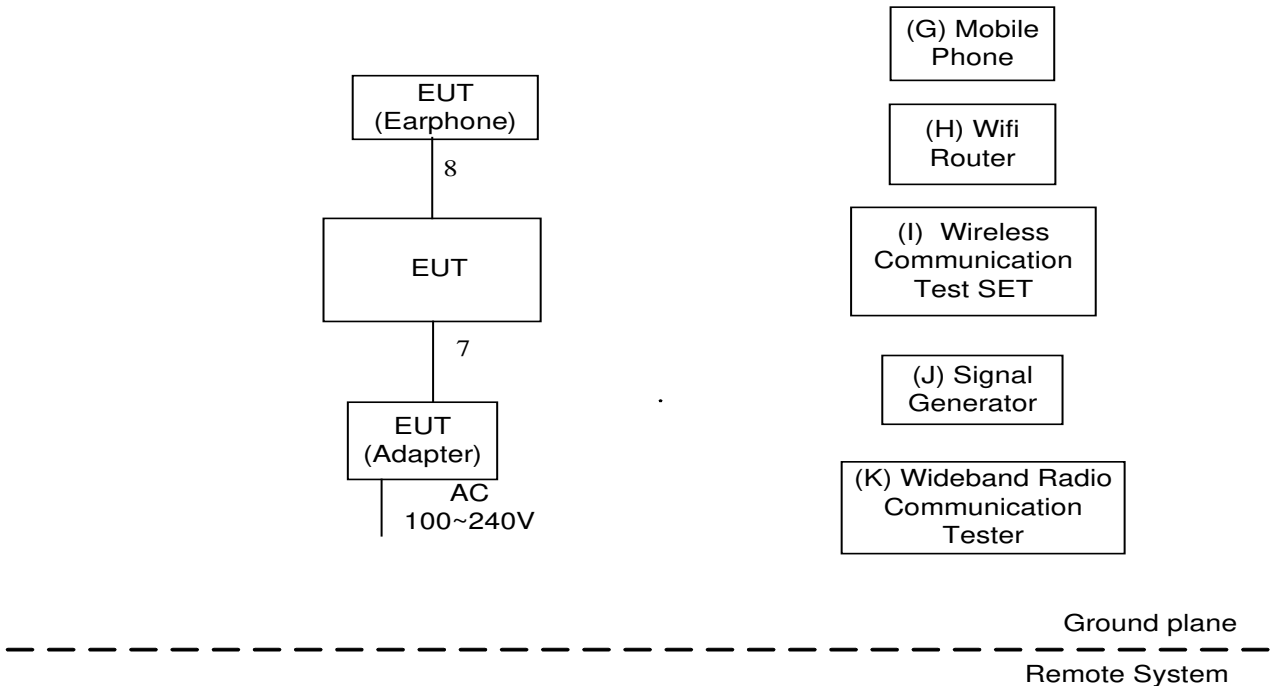 EUT
(Earphone)
8
EUT
7
EUT
(Adapter)
AC
100~240V
(G) Mobile
Phone
(H) Wifi
Router
(I) Wireless
Communication
Test SET
(J) Signal
Generator
(K) Wideband Radio
Communication
Tester
Ground plane
Remote System